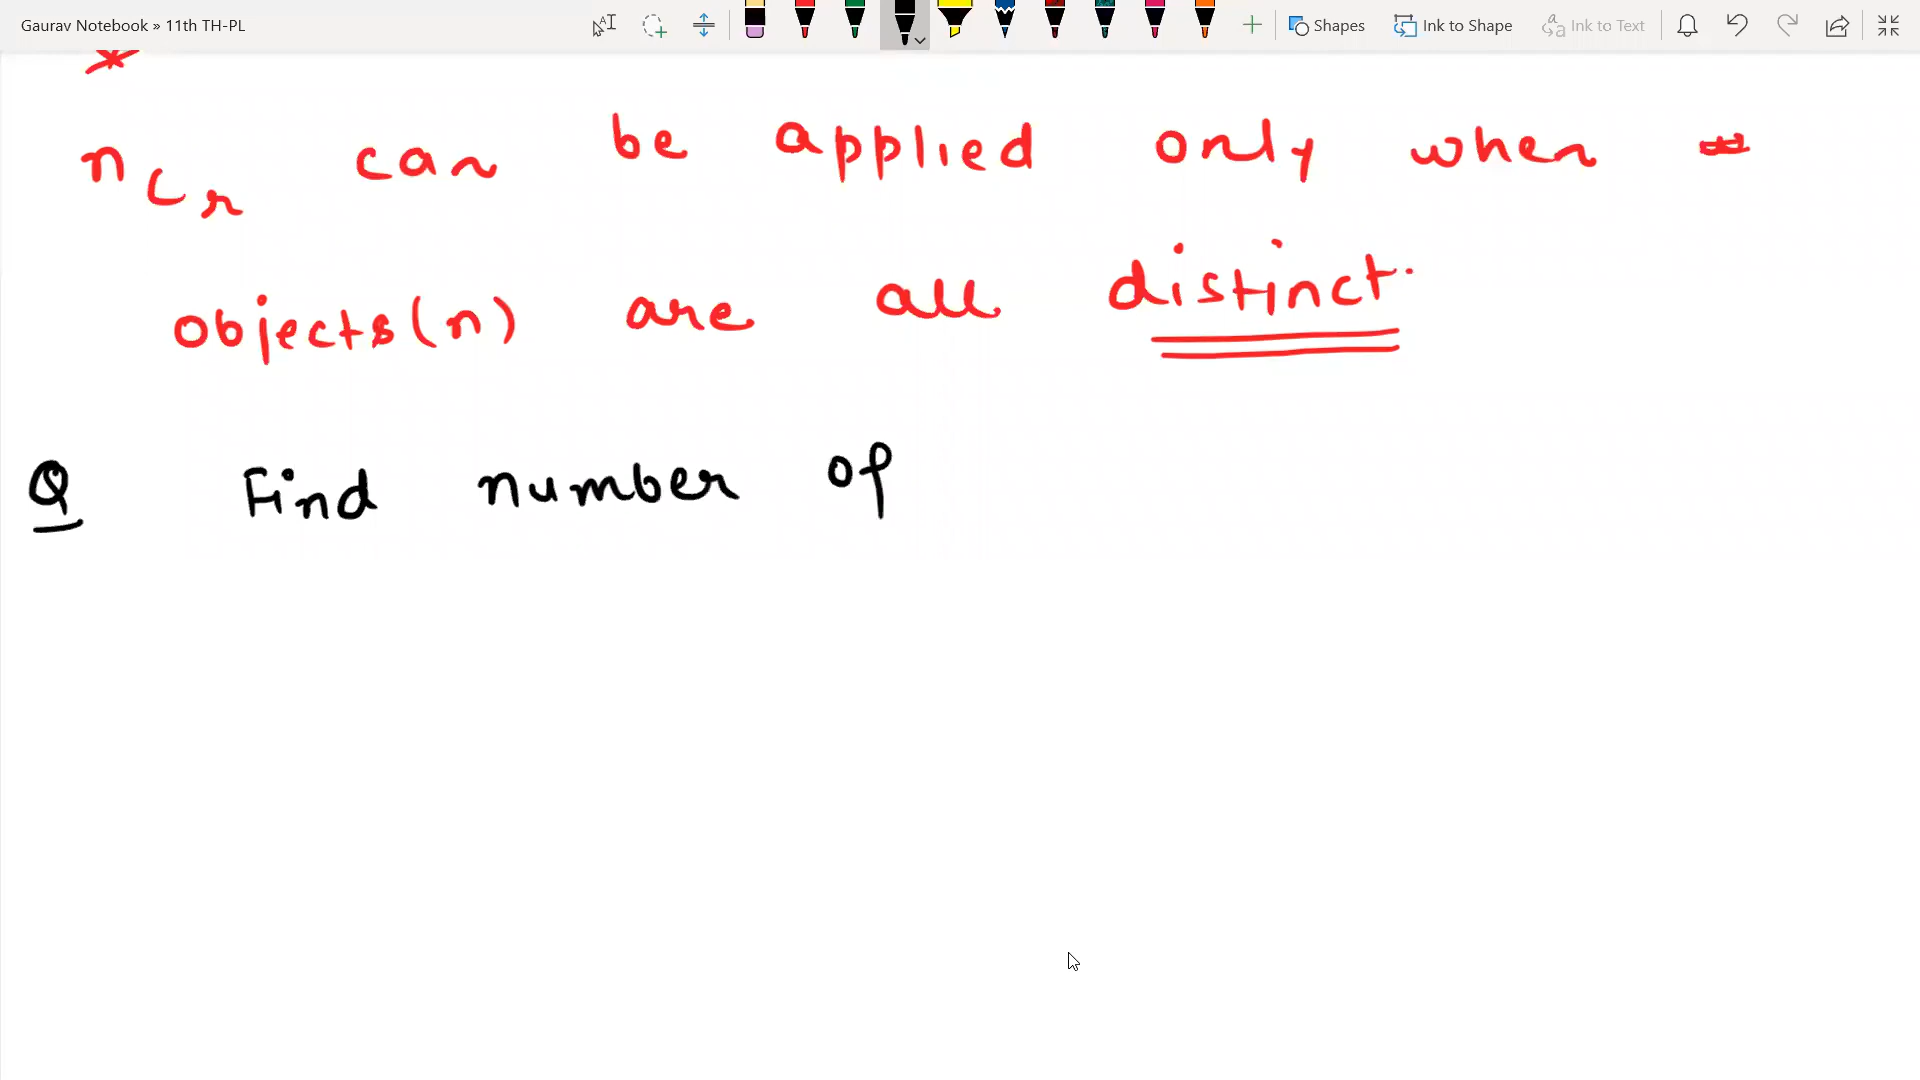 Gaurav Notebook » 11th TH-PL
Shapes
Ink to Shape
Ink to Text
*
nCr can be applied only when
objects(n) are all distinct.
Q Find number of